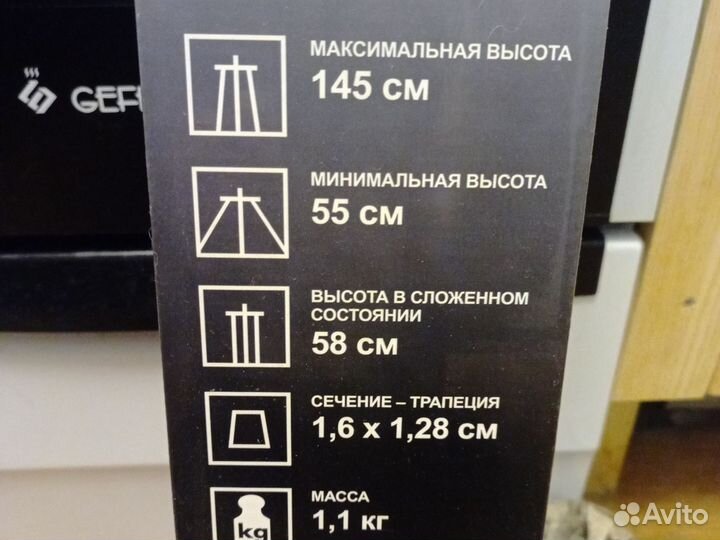 МАКСИМАЛЬНАЯ ВЫСОТА
145 СМ
МИНИМАЛЬНАЯ ВЫСОТА
55 СМ
ВЫСОТА В СЛОЖЕННОМ
СОСТОЯНИИ
58 СМ
СЕЧЕНИЕ – ТРАПЕЦИЯ
1,6 х 1,28 СМ
МАССА
kg
1,1 КГ
Avito